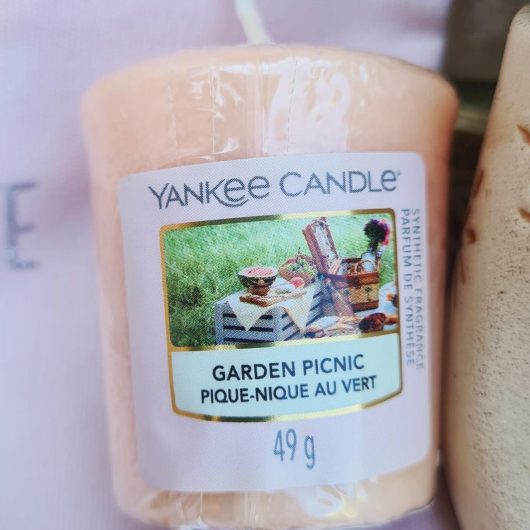 YANKEE CANDLE®
SYNTHETIC FRAGRANCE
PARFUM DE SYNTHÈSE
GARDEN PICNIC
PIQUE-NIQUE AU VERT
49 g
E